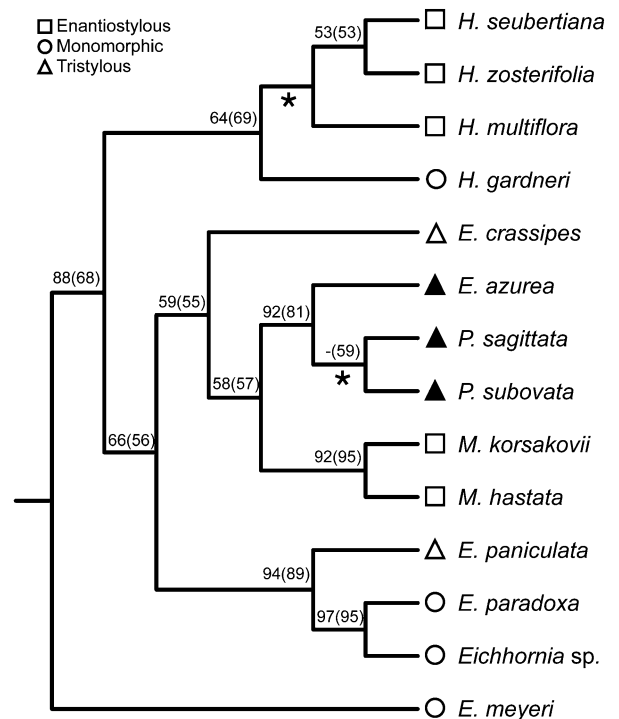 Enantiostylous
Monomorphic
Tristylous
53(53)
H. seubertiana
H. zosterifolia
*
64(69)
H. multiflora
H. gardneri
E. crassipes
88(68)
59(55)
92(81)
E. azurea
-(59)
P. sagittata
*
58(57)
P. subovata
66(56)
92(95)
M. korsakovii
M. hastata
94(89)
E. paniculata
97(95)
E. paradoxa
Eichhornia sp.
E. meyeri